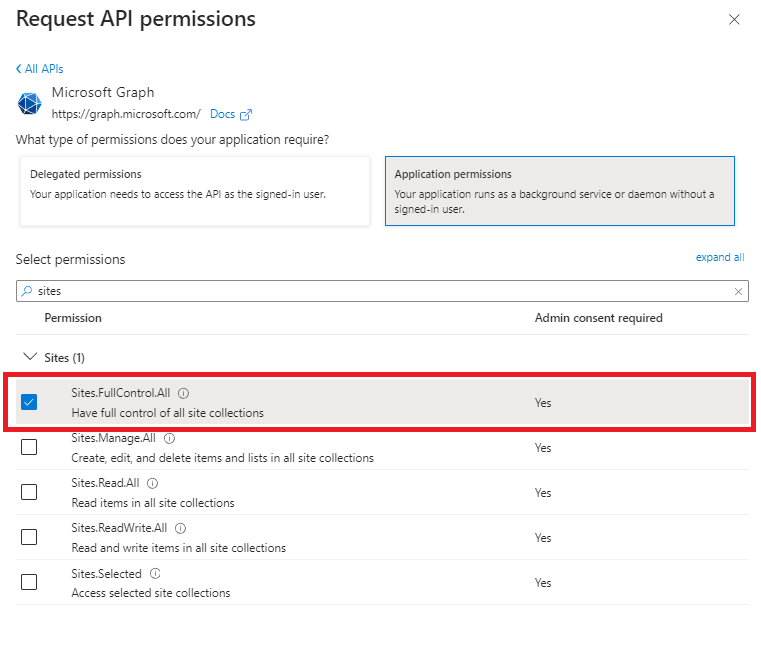 Request API permissions
All APIs
Microsoft Graph
https://graph.microsoft.com/ Docs
What type of permissions does your application require?
Delegated permissions
Your application needs to access the API as the signed-in user.
Application permissions
Your application runs as a background service or daemon without a
signed-in user.
Select permissions
expand all
sites
Permission
Admin consent required
Sites (1)
Sites.FullControl.All
Have full control of all site collections
Yes
Sites.Manage.All
Create, edit, and delete items and lists in all site collections
Yes
Sites.Read.All
Read items in all site collections
Yes
Sites.ReadWrite.All
Read and write items in all site collections
Yes
Sites.Selected
Access selected site collections
Yes